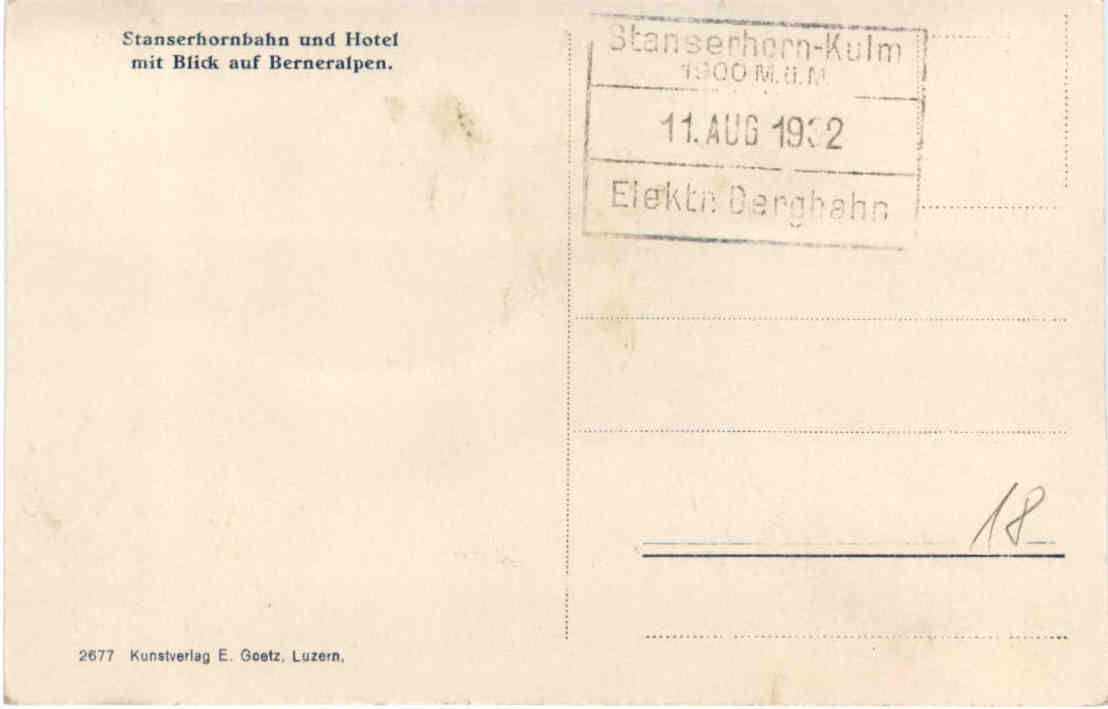 Stanserhornbahn und Hotel
mit Blick auf Berneralpen.
Stanserhorn-Kulm
1900 M.ü.M.
11. AUG 1932
Elektr. Bergbahn
18
2677 Kunstverlag E. Goetz, Luzern,